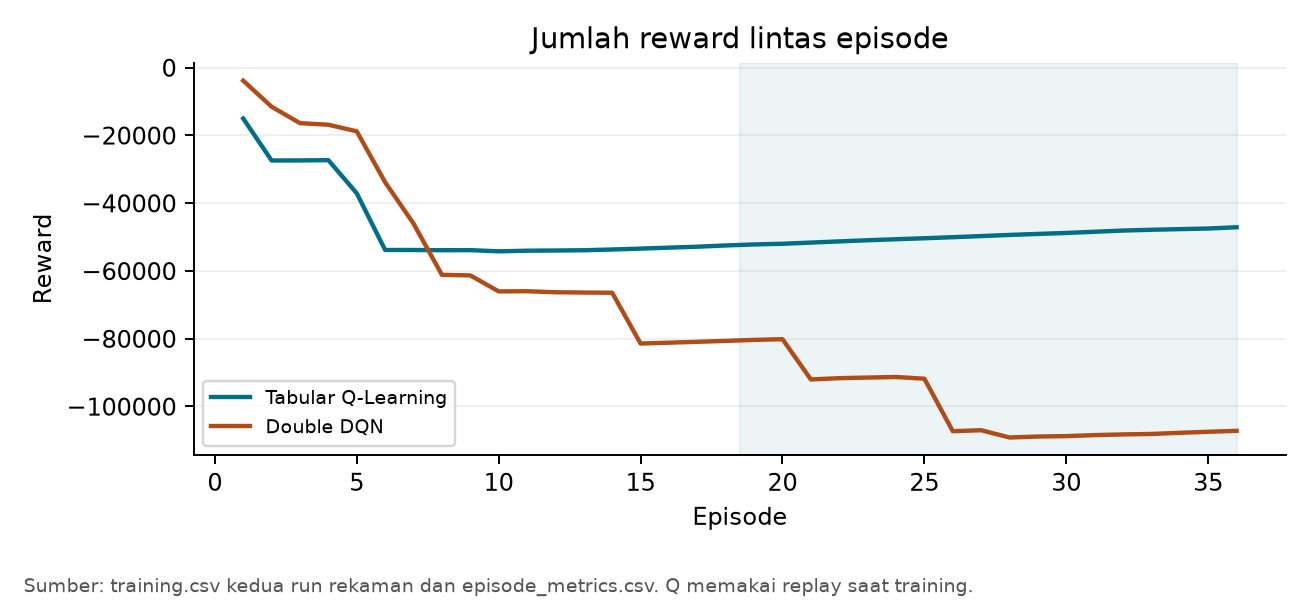 Jumlah reward lintas episode
0
−20000
−40000
−60000
−80000
−100000
Reward
Tabular Q-Learning
Double DQN
0 5 10 15 20 25 30 35
Episode
Sumber: training.csv kedua run rekaman dan episode_metrics.csv. Q memakai replay saat training.